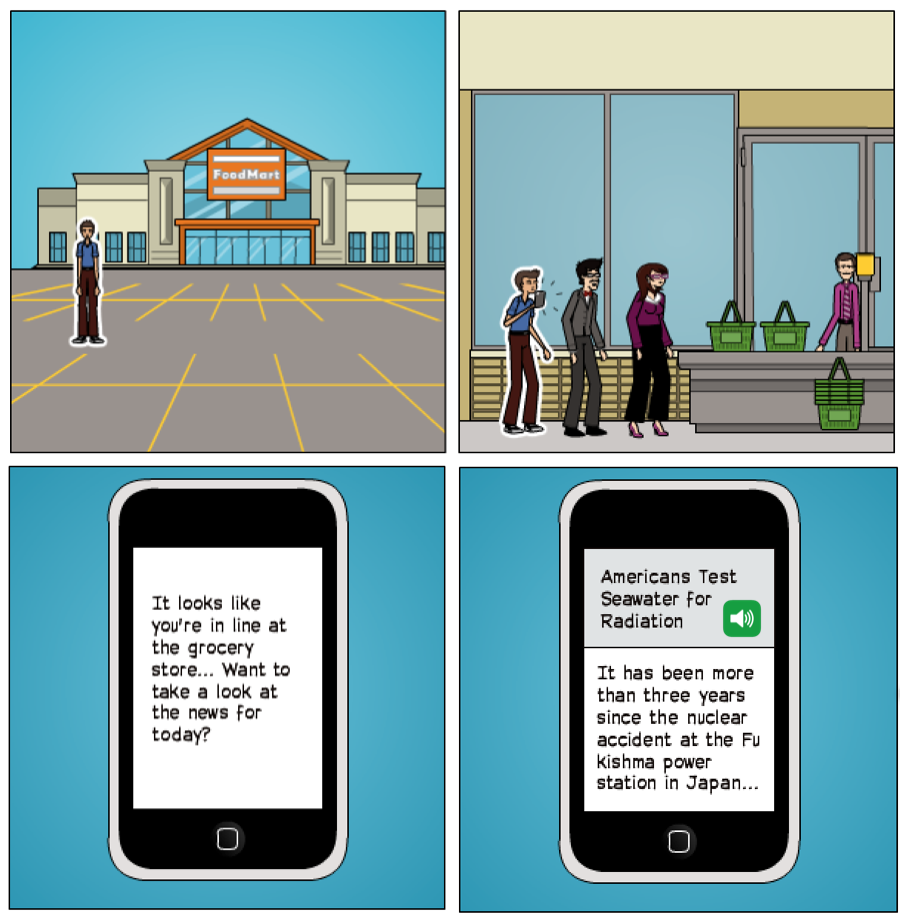 FoodMart
It looks like
you're in line at
the grocery
store... Want to
take a look at
the news for
today?
Americans Test
Seawater for
Radiation
It has been more
than three years
since the nuclear
accident at the Fu
kishma power
station in Japan...